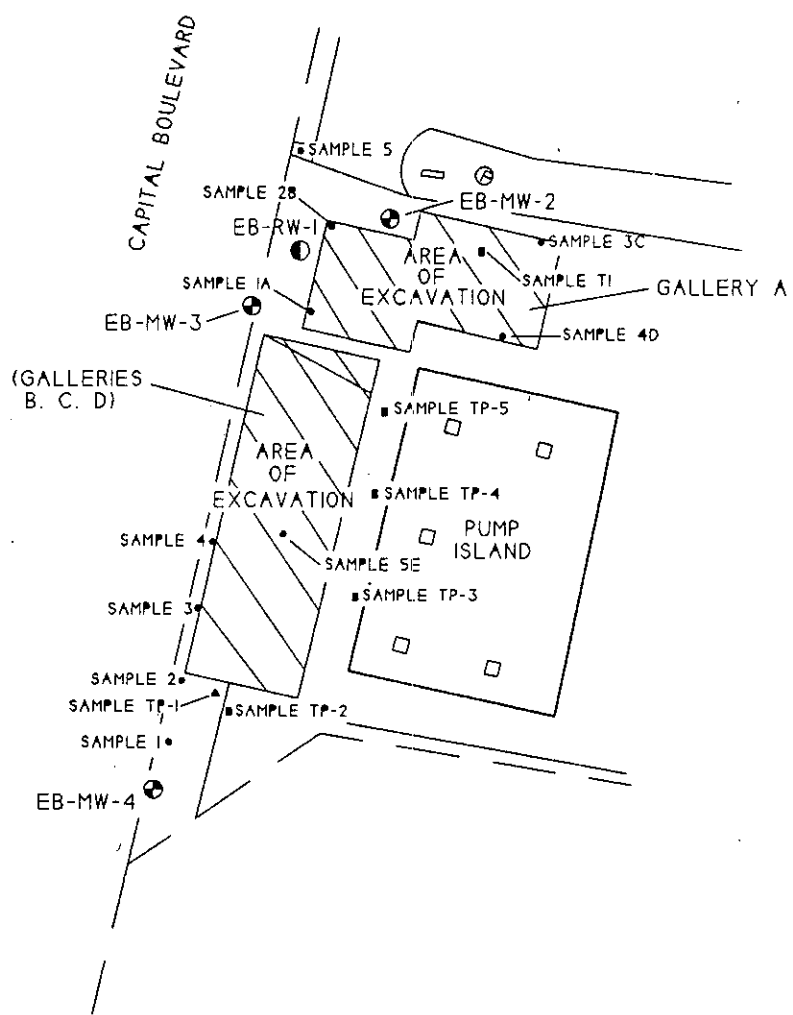 CAPITAL BOULEVARD
SAMPLE 5
SAMPLE 2B
EB-MW-2
EB-RW-1
SAMPLE 3C
AREA
OF
EXCAVATION
SAMPLE T1
SAMPLE 1A
GALLERY A
EB-MW-3
SAMPLE 4D
(GALLERIES
B. C. D)
SAMPLE TP-5
AREA
OF
EXCAVATION
SAMPLE TP-4
PUMP
ISLAND
SAMPLE 4
SAMPLE 5E
SAMPLE TP-3
SAMPLE 3
SAMPLE 2
SAMPLE TP-1
SAMPLE TP-2
SAMPLE 1
EB-MW-4